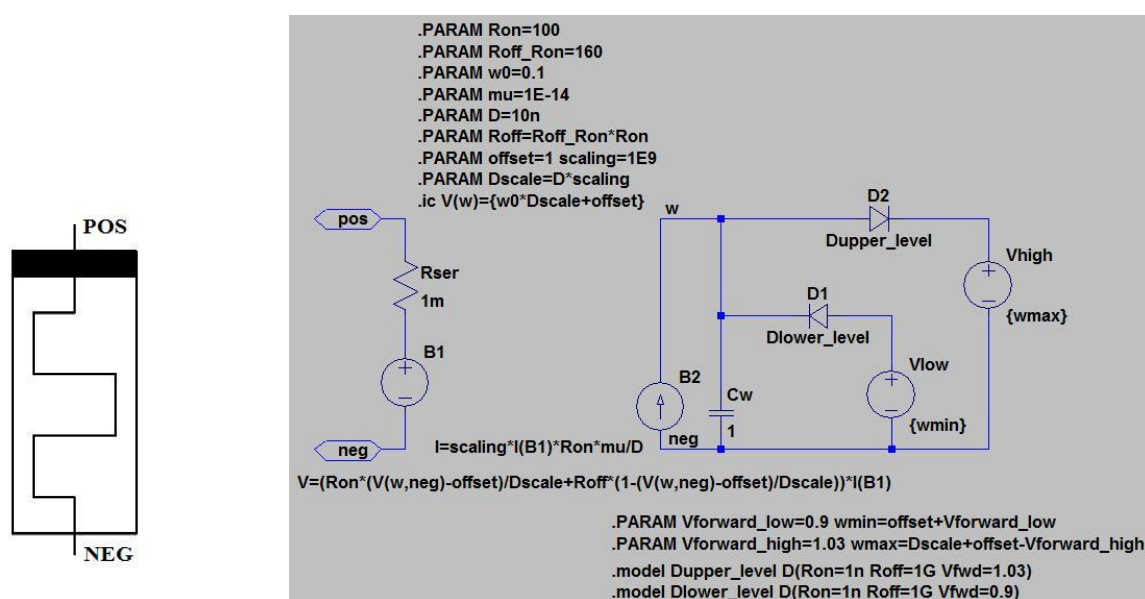 .PARAM Ron=100
.PARAM Roff_Ron=160
.PARAM w0=0.1
.PARAM mu=1E-14
.PARAM D=10n
.PARAM Roff=Roff_Ron*Ron
.PARAM offset=1 scaling=1E9
.PARAM Dscale=D*scaling
.ic V(w)={w0*Dscale+offset}
POS
NEG
pos
Rser
1m
B1
neg
w
D2
Dupper_level
Vhigh
{wmax}
D1
Dlower_level
Vlow
{wmin}
B2
Cw
1
neg
I=scaling*I(B1)*Ron*mu/D
V=(Ron*(V(w,neg)-offset)/Dscale+Roff*(1-(V(w,neg)-offset)/Dscale))*I(B1)
.PARAM Vforward_low=0.9 wmin=offset+Vforward_low
.PARAM Vforward_high=1.03 wmax=Dscale+offset-Vforward_high
.model Dupper_level D(Ron=1n Roff=1G Vfwd=1.03)
.model Dlower_level D(Ron=1n Roff=1G Vfwd=0.9)